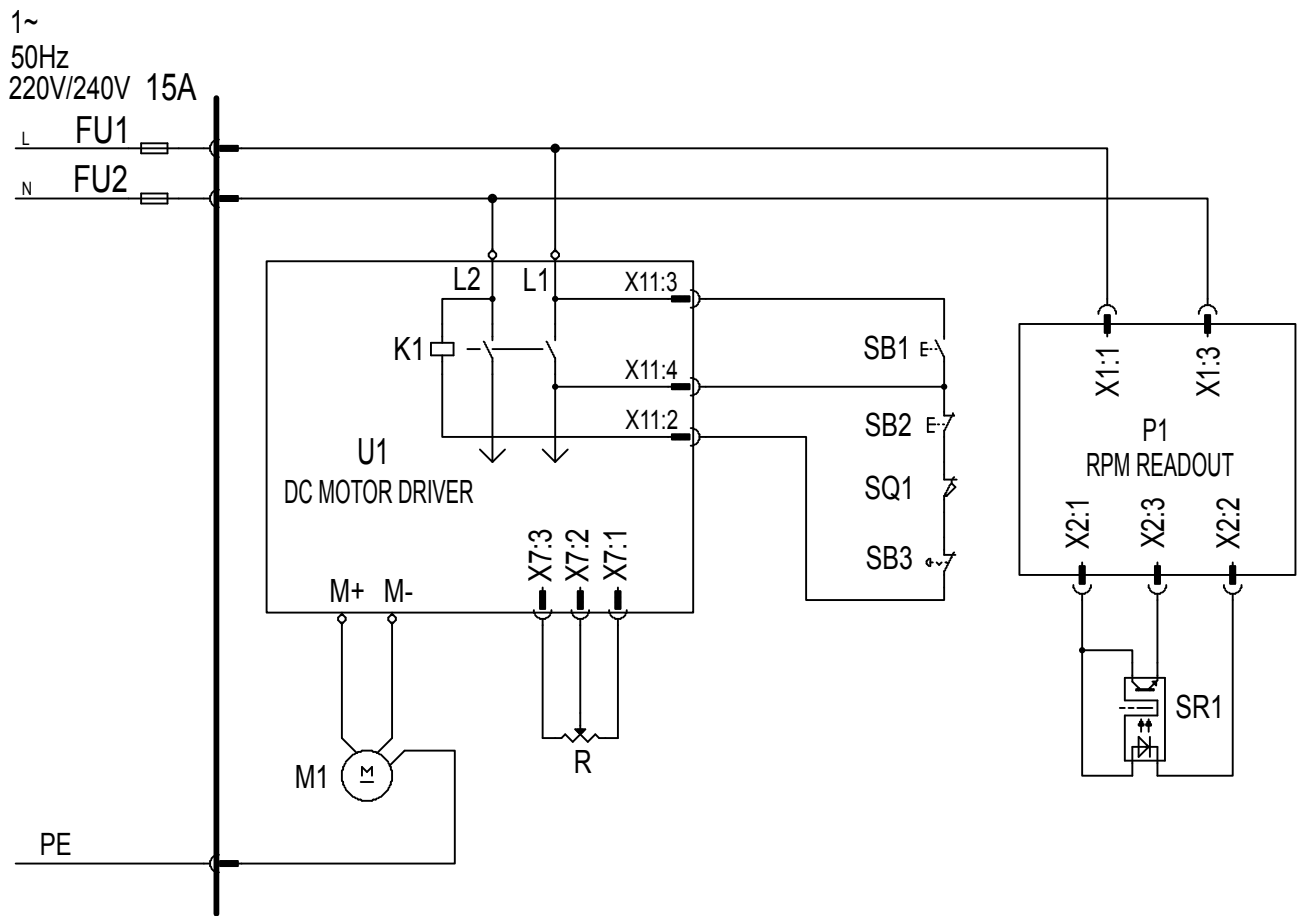 1~
50Hz
220V/240V 15A
L FU1
N FU2
L2 L1 X11:3
K1
X11:4
X11:2
U1
DC MOTOR DRIVER
M+ M-
X7:3 X7:2 X7:1
SB1 E
SB2 E
SQ1
SB3
X1:1 X1:3
P1
RPM READOUT
X2:1 X2:3 X2:2
SR1
M1 M
R
PE